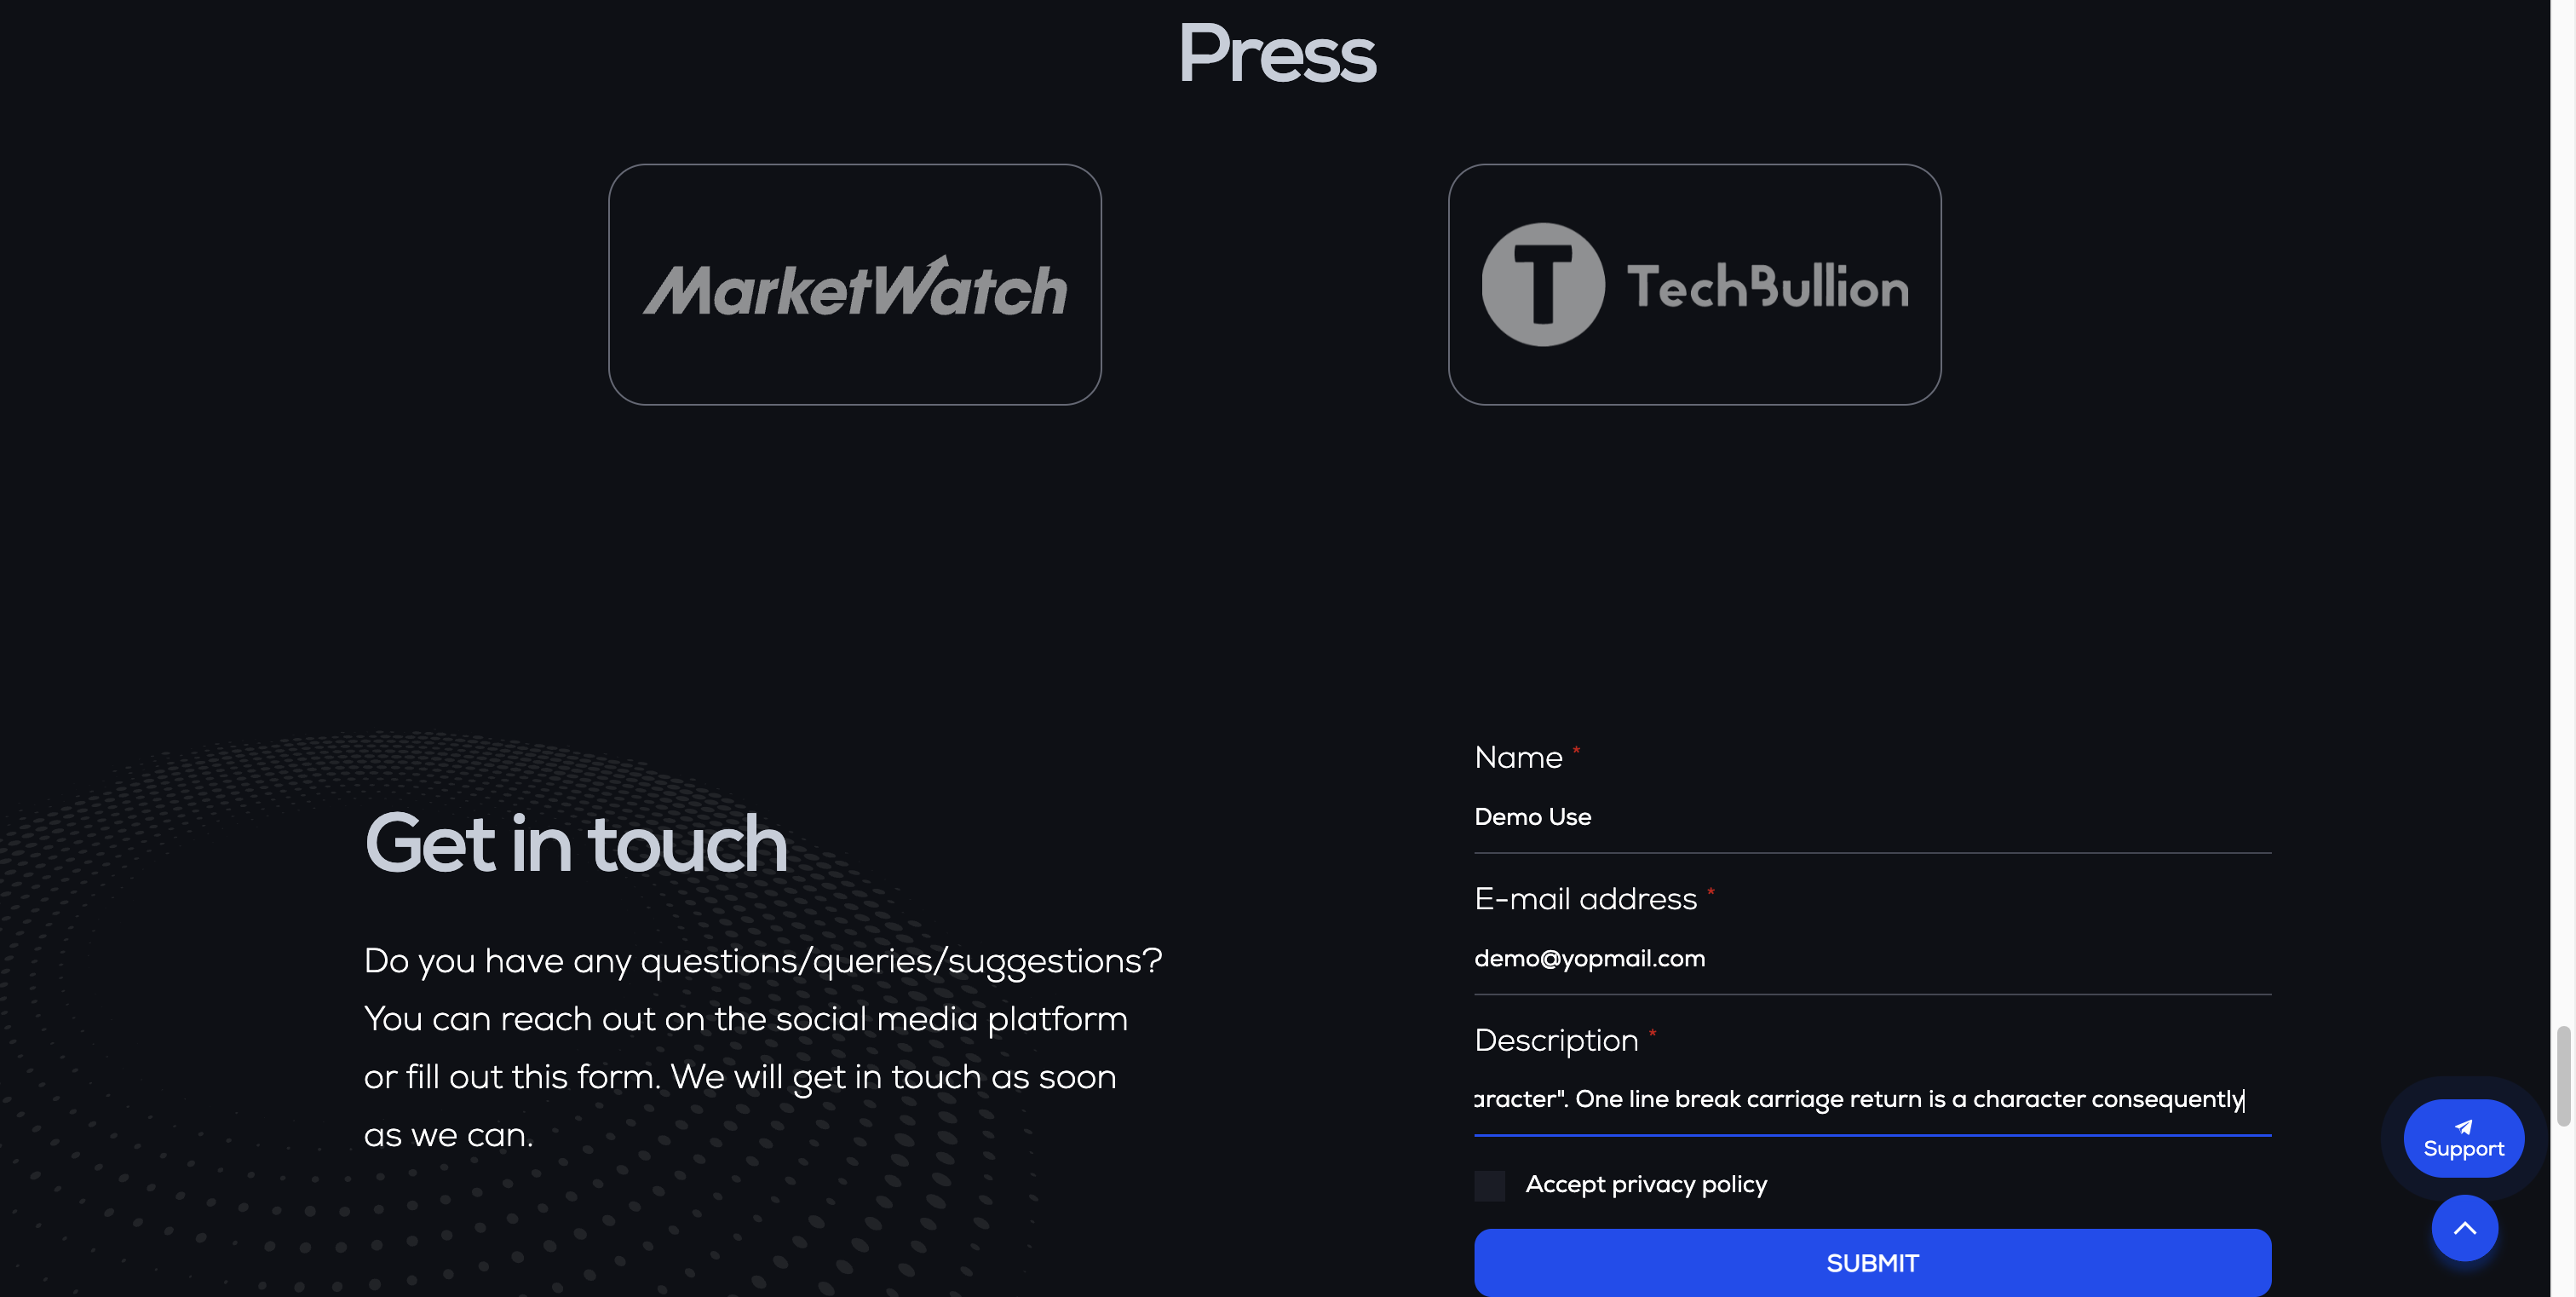 Press
MarketWatch
T TechBullion
Get in touch
Do you have any questions/queries/suggestions?
You can reach out on the social media platform
or fill out this form. We will get in touch as soon
as we can.
Name *
Demo Use
E-mail address *
demo@yopmail.com
Description *
aracter". One line break carriage return is a character consequently
Accept privacy policy
SUBMIT
Support